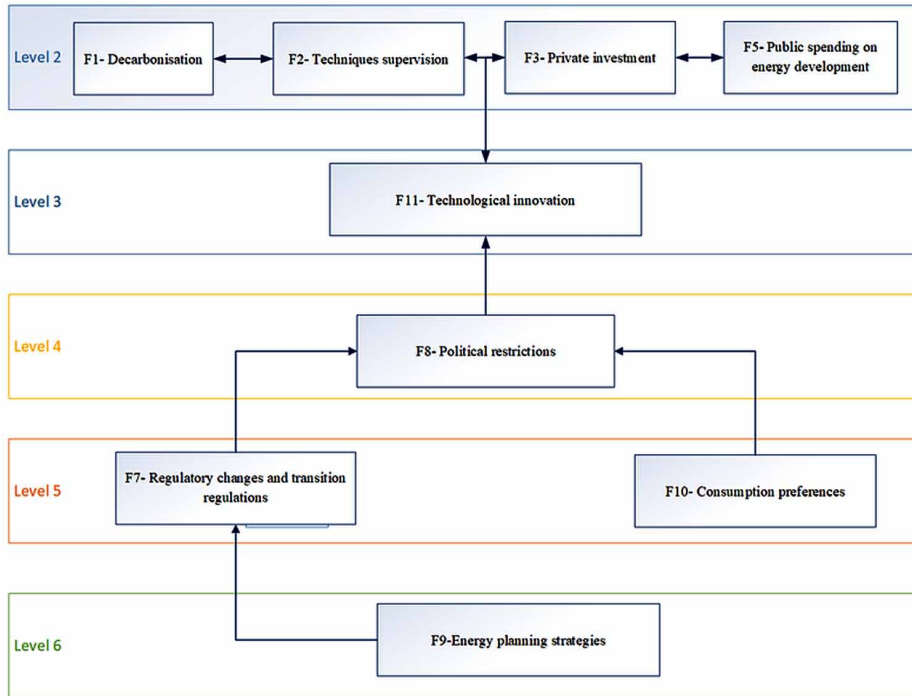 Level 2
F1- Decarbonisation
F2- Techniques supervision
F3- Private investment
F5- Public spending on
energy development
Level 3
F11- Technological innovation
Level 4
F8- Political restrictions
Level 5
F7- Regulatory changes and transition
regulations
F10- Consumption preferences
Level 6
F9-Energy planning strategies